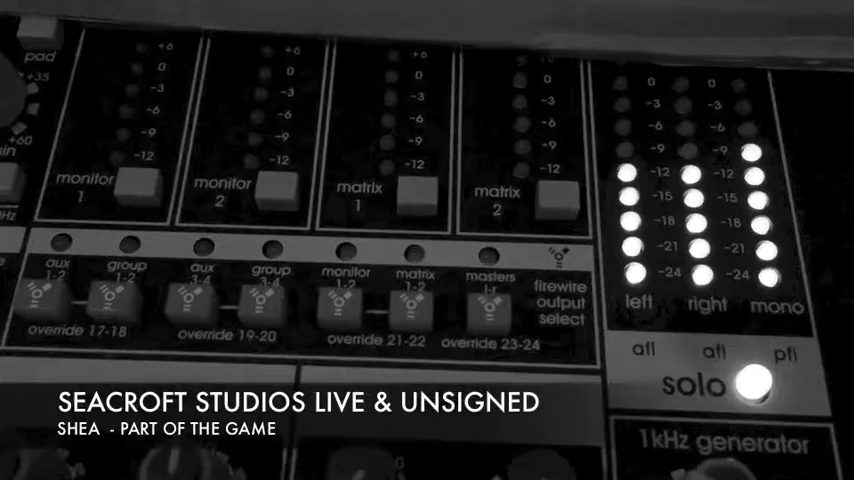 pad
+35
+60
+6
0
-3
-6
-9
-12
monitor
1
+6
0
-3
-6
-9
-12
monitor
2
+6
0
-3
-6
-9
-12
matrix
1
0
-3
-6
-9
-12
matrix
2
0 0
-3 -3
-6 -6
-9 -9
-12 -12
-15 -15
-18 -18
-21 -21
-24 -24
left right mono
afl afl pfl
solo
1kHz generator
aux
1-2
group
1-2
aux
3-4
group
3-4
monitor
1-2
matrix
1-2
masters
l-r
firewire
output
select
override 17-18
override 19-20
override 21-22
override 23-24
SEACROFT STUDIOS LIVE & UNSIGNED
SHEA - PART OF THE GAME